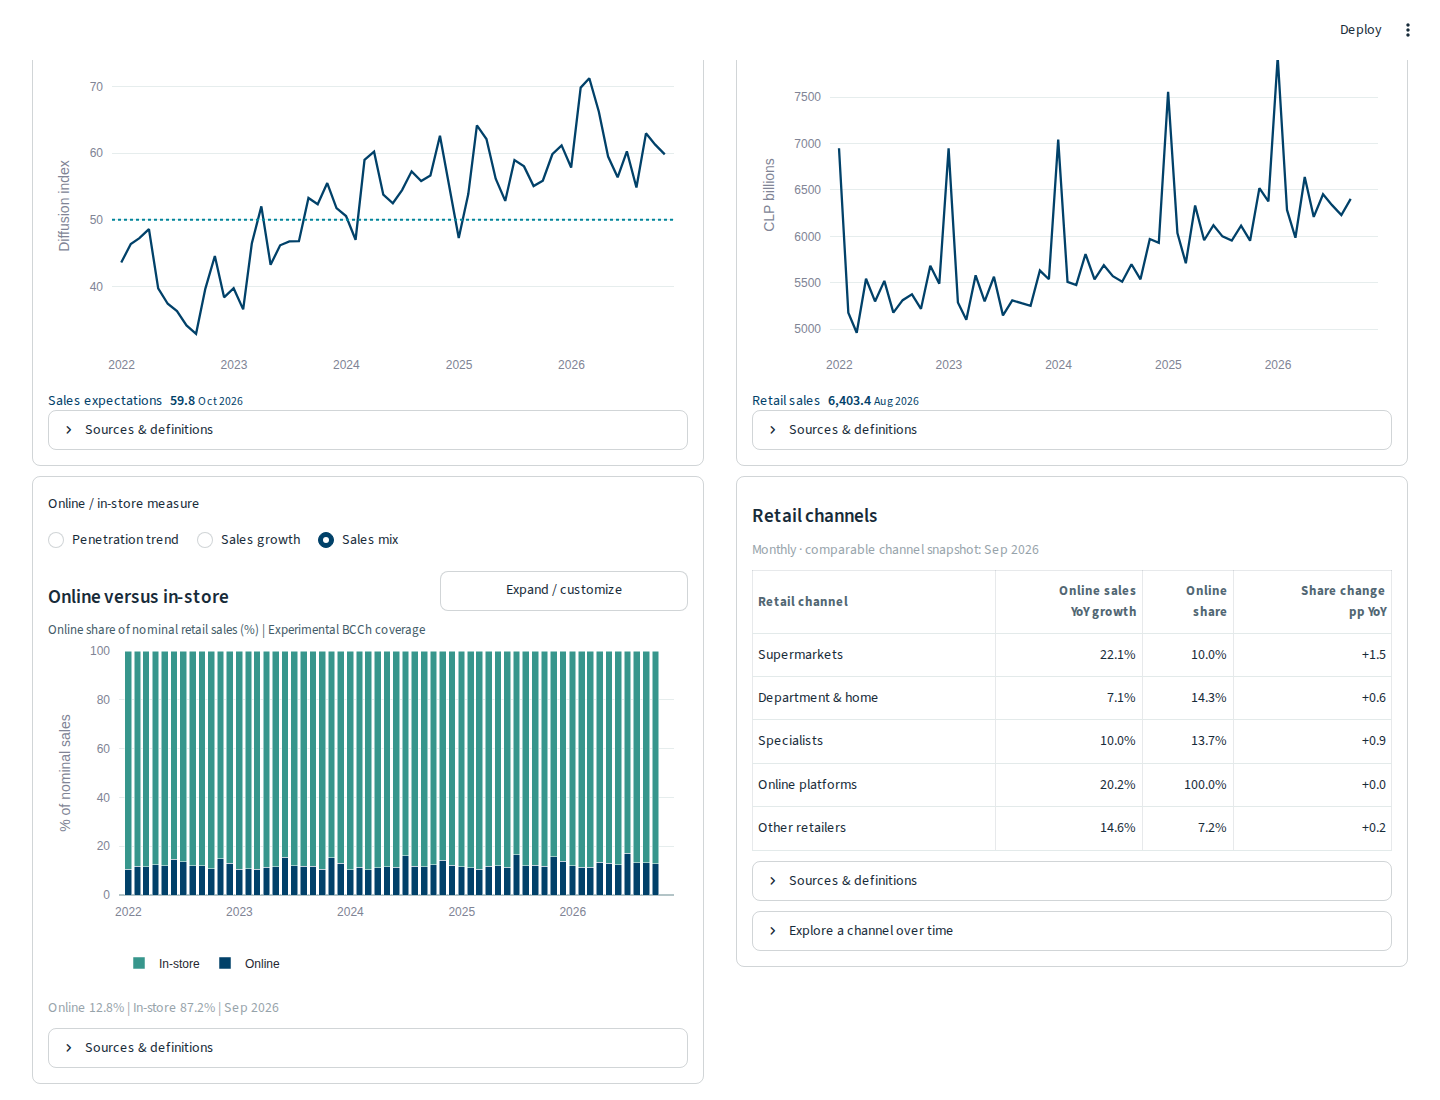 Deploy
70
60
50
40
Diffusion index
2022 2023 2024 2025 2026
Sales expectations 59.8 Oct 2026
Sources & definitions
7500
7000
6500
6000
5500
5000
CLP billions
2022 2023 2024 2025 2026
Retail sales 6,403.4 Aug 2026
Sources & definitions
Online / in-store measure
Penetration trend Sales growth Sales mix
Expand / customize
Online versus in-store
Online share of nominal retail sales (%) | Experimental BCCh coverage
100
80
60
40
20
0
% of nominal sales
2022 2023 2024 2025 2026
In-store Online
Online 12.8% | In-store 87.2% | Sep 2026
Sources & definitions
Retail channels
Monthly · comparable channel snapshot: Sep 2026
Retail channel Online sales YoY growth Online share Share change pp YoY
Supermarkets 22.1% 10.0% +1.5
Department & home 7.1% 14.3% +0.6
Specialists 10.0% 13.7% +0.9
Online platforms 20.2% 100.0% +0.0
Other retailers 14.6% 7.2% +0.2
Sources & definitions
Explore a channel over time